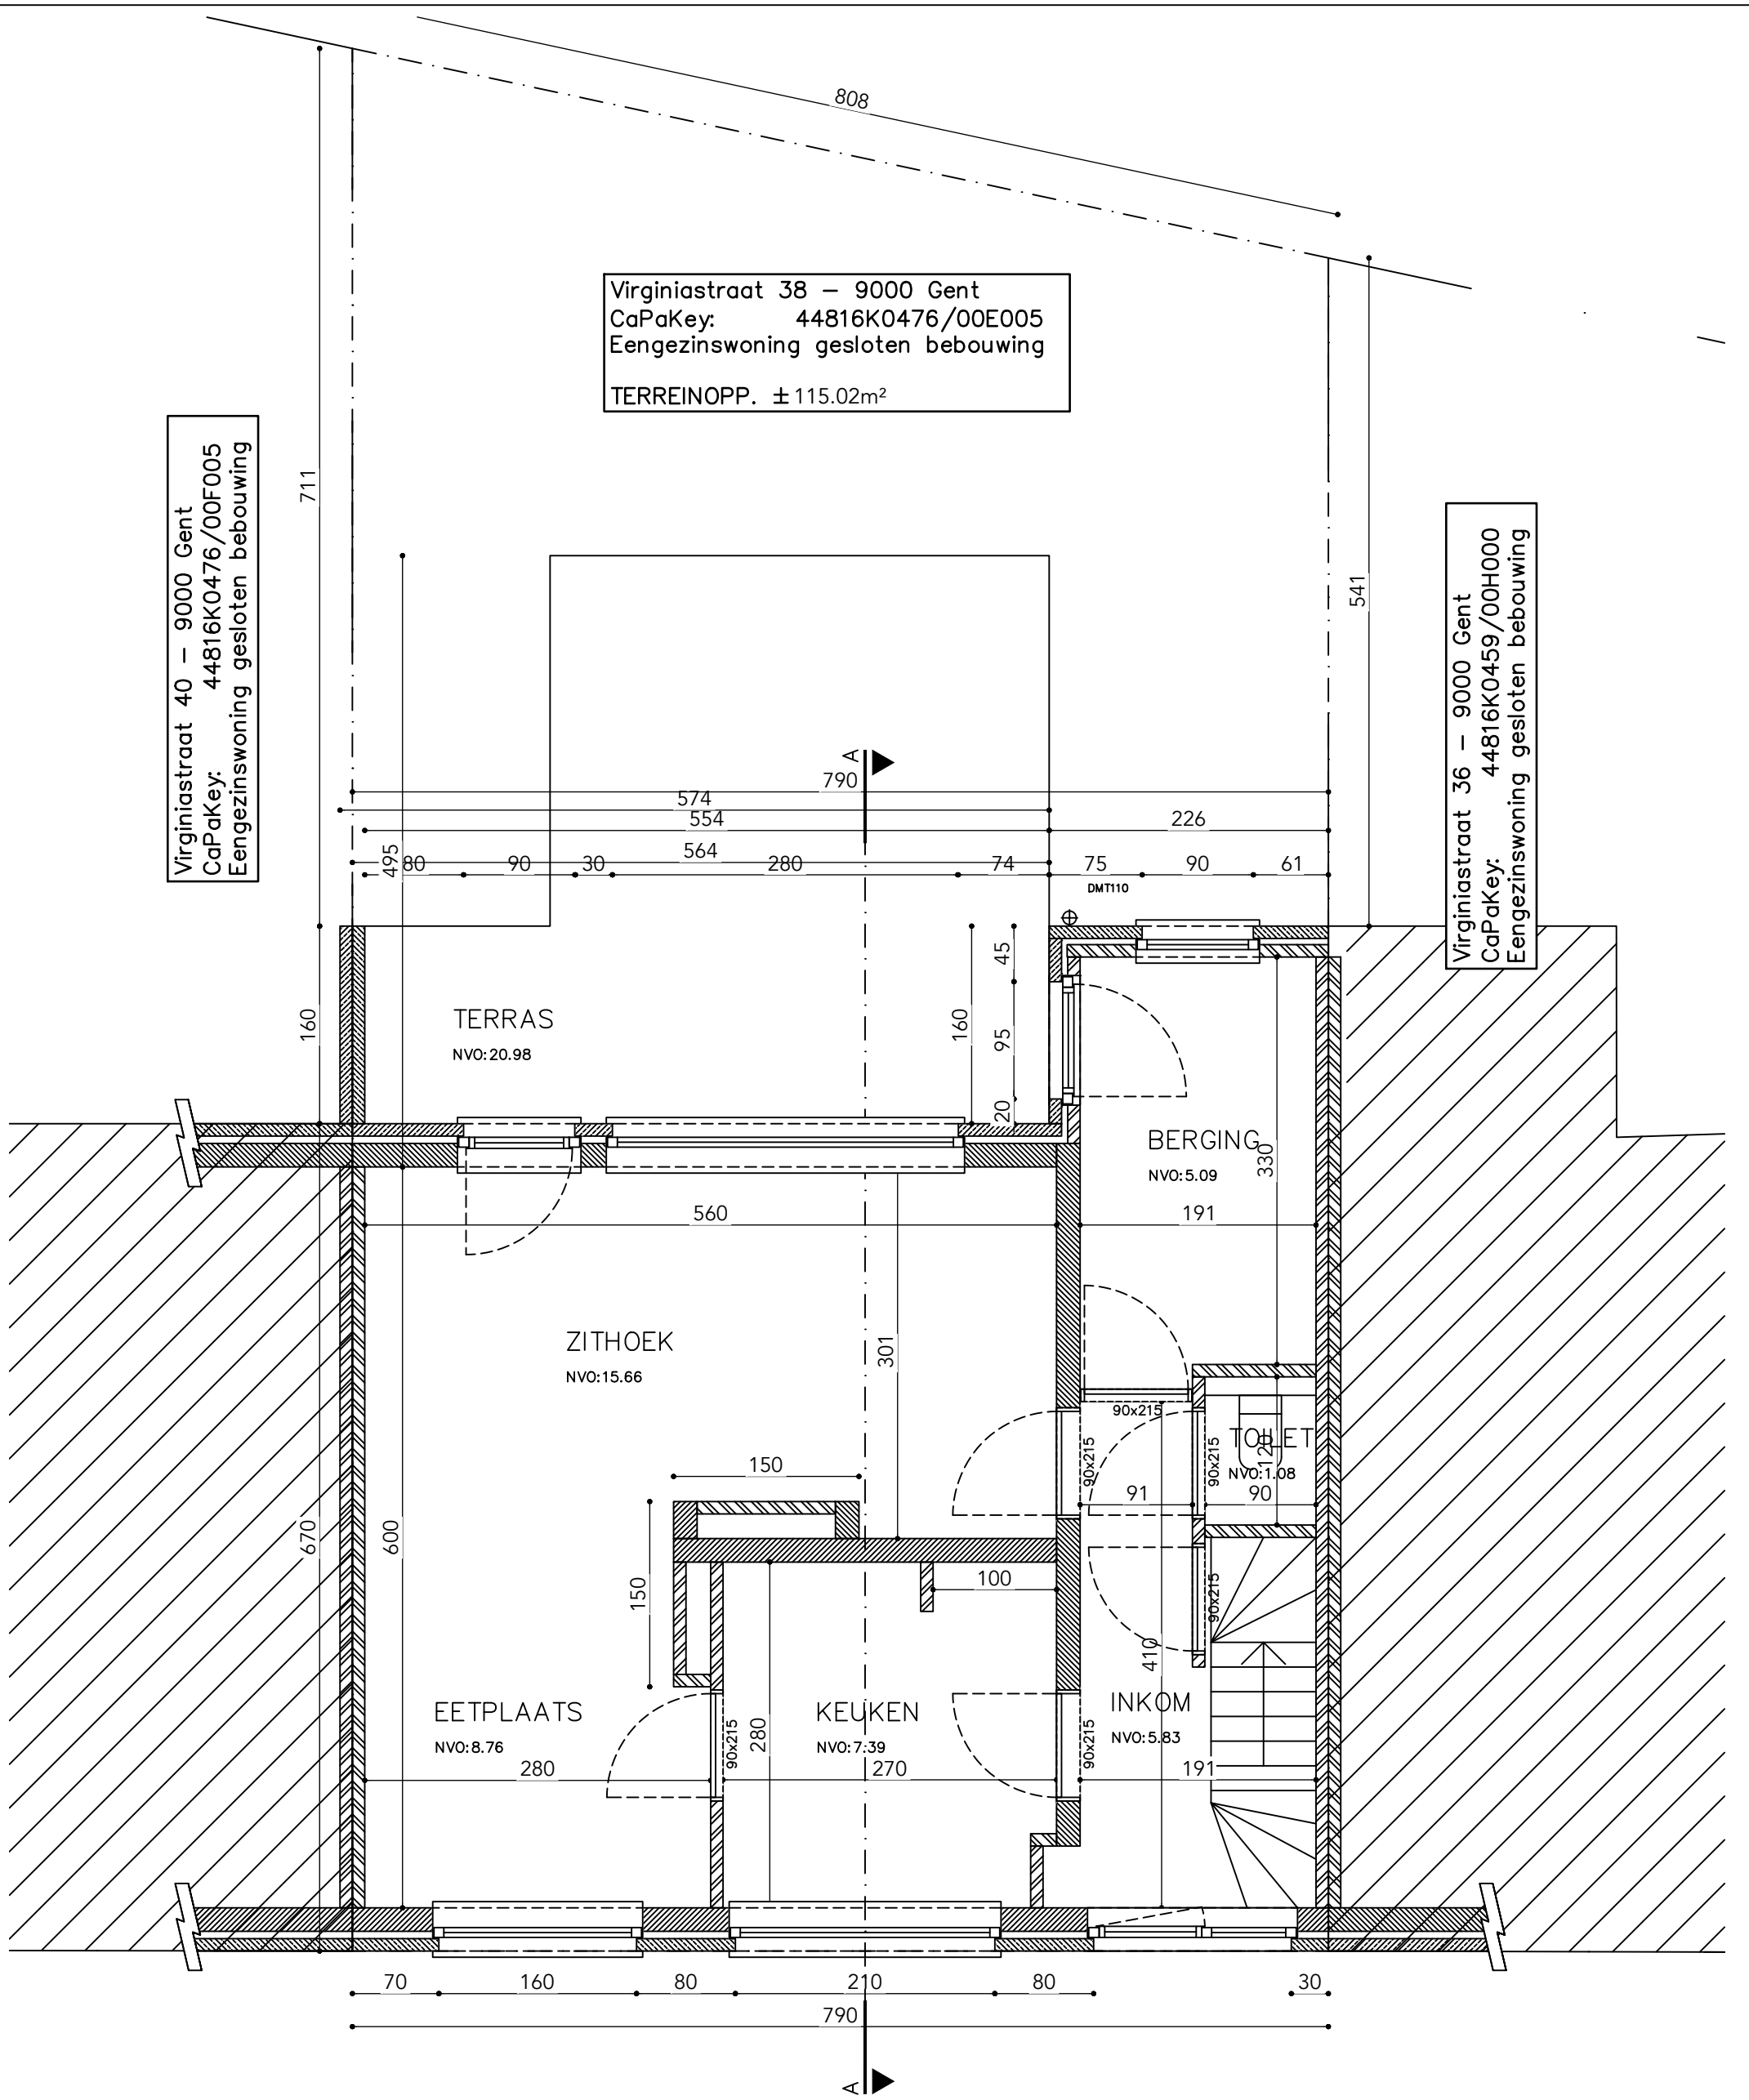 808
Virginiastraat 38 – 9000 Gent
CaPaKey: 44816K0476/00E005
Eengezinswoning gesloten bebouwing
TERREINOPP. ±115.02m²
Virginiastraat 40 – 9000 Gent
CaPaKey: 44816K0476/00F005
Eengezinswoning gesloten bebouwing
Virginiastraat 36 – 9000 Gent
CaPaKey: 44816K0459/00H000
Eengezinswoning gesloten bebouwing
711
541
A
790
574
554
226
564
495
80
90
30
280
74
75
90
61
DMT110
45
160
160
95
20
TERRAS
NVO:20.98
BERGING
NVO:5.09
330
560
191
ZITHOEK
NVO:15.66
301
90x215
TOILET
NVO:1.08
120
90x215
90x215
150
91
90
670
600
150
100
90x215
410
EETPLAATS
NVO:8.76
KEUKEN
NVO:7.39
INKOM
NVO:5.83
90x215
280
90x215
280
270
191
70
160
80
210
80
30
790
A